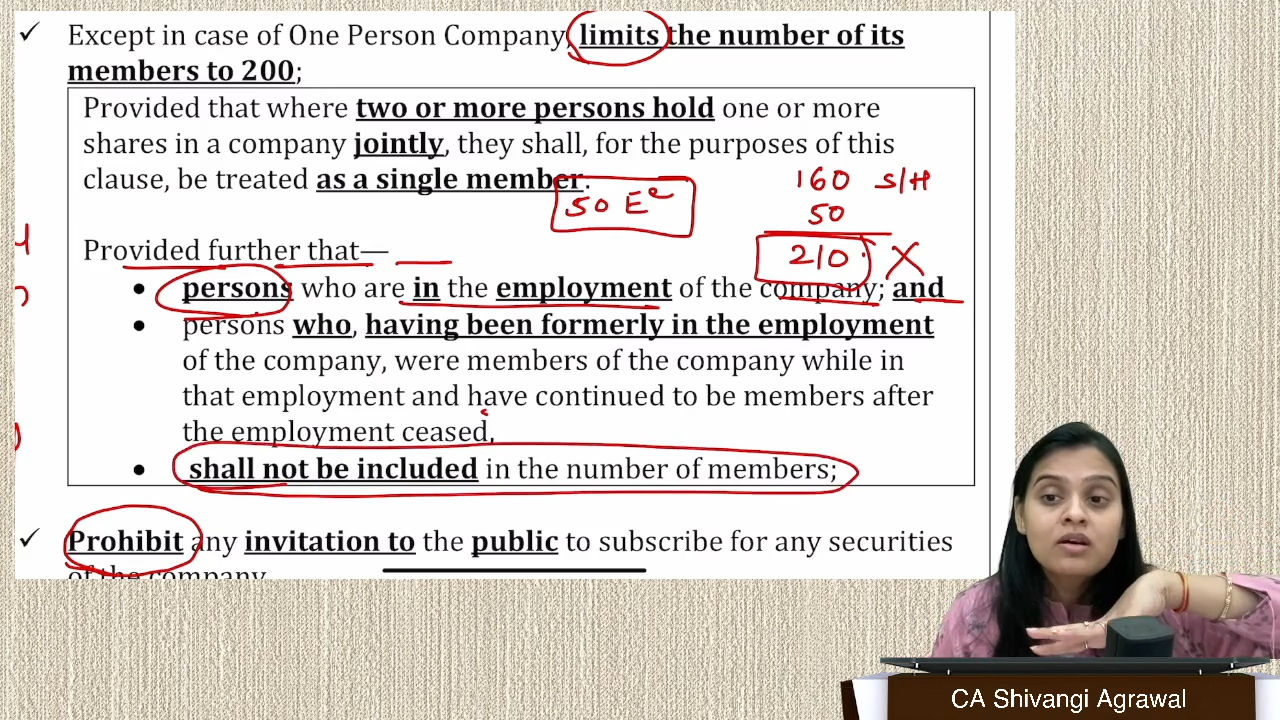 ✓ Except in case of One Person Company, limits the number of its
members to 200;
Provided that where two or more persons hold one or more
shares in a company jointly, they shall, for the purposes of this
clause, be treated as a single member.
160 S/H
50
50 E
210 X
Provided further that—
• persons who are in the employment of the company; and
• persons who, having been formerly in the employment
of the company, were members of the company while in
that employment and have continued to be members after
the employment ceased,
• shall not be included in the number of members;
✓ Prohibit any invitation to the public to subscribe for any securities
of the company
CA Shivangi Agrawal